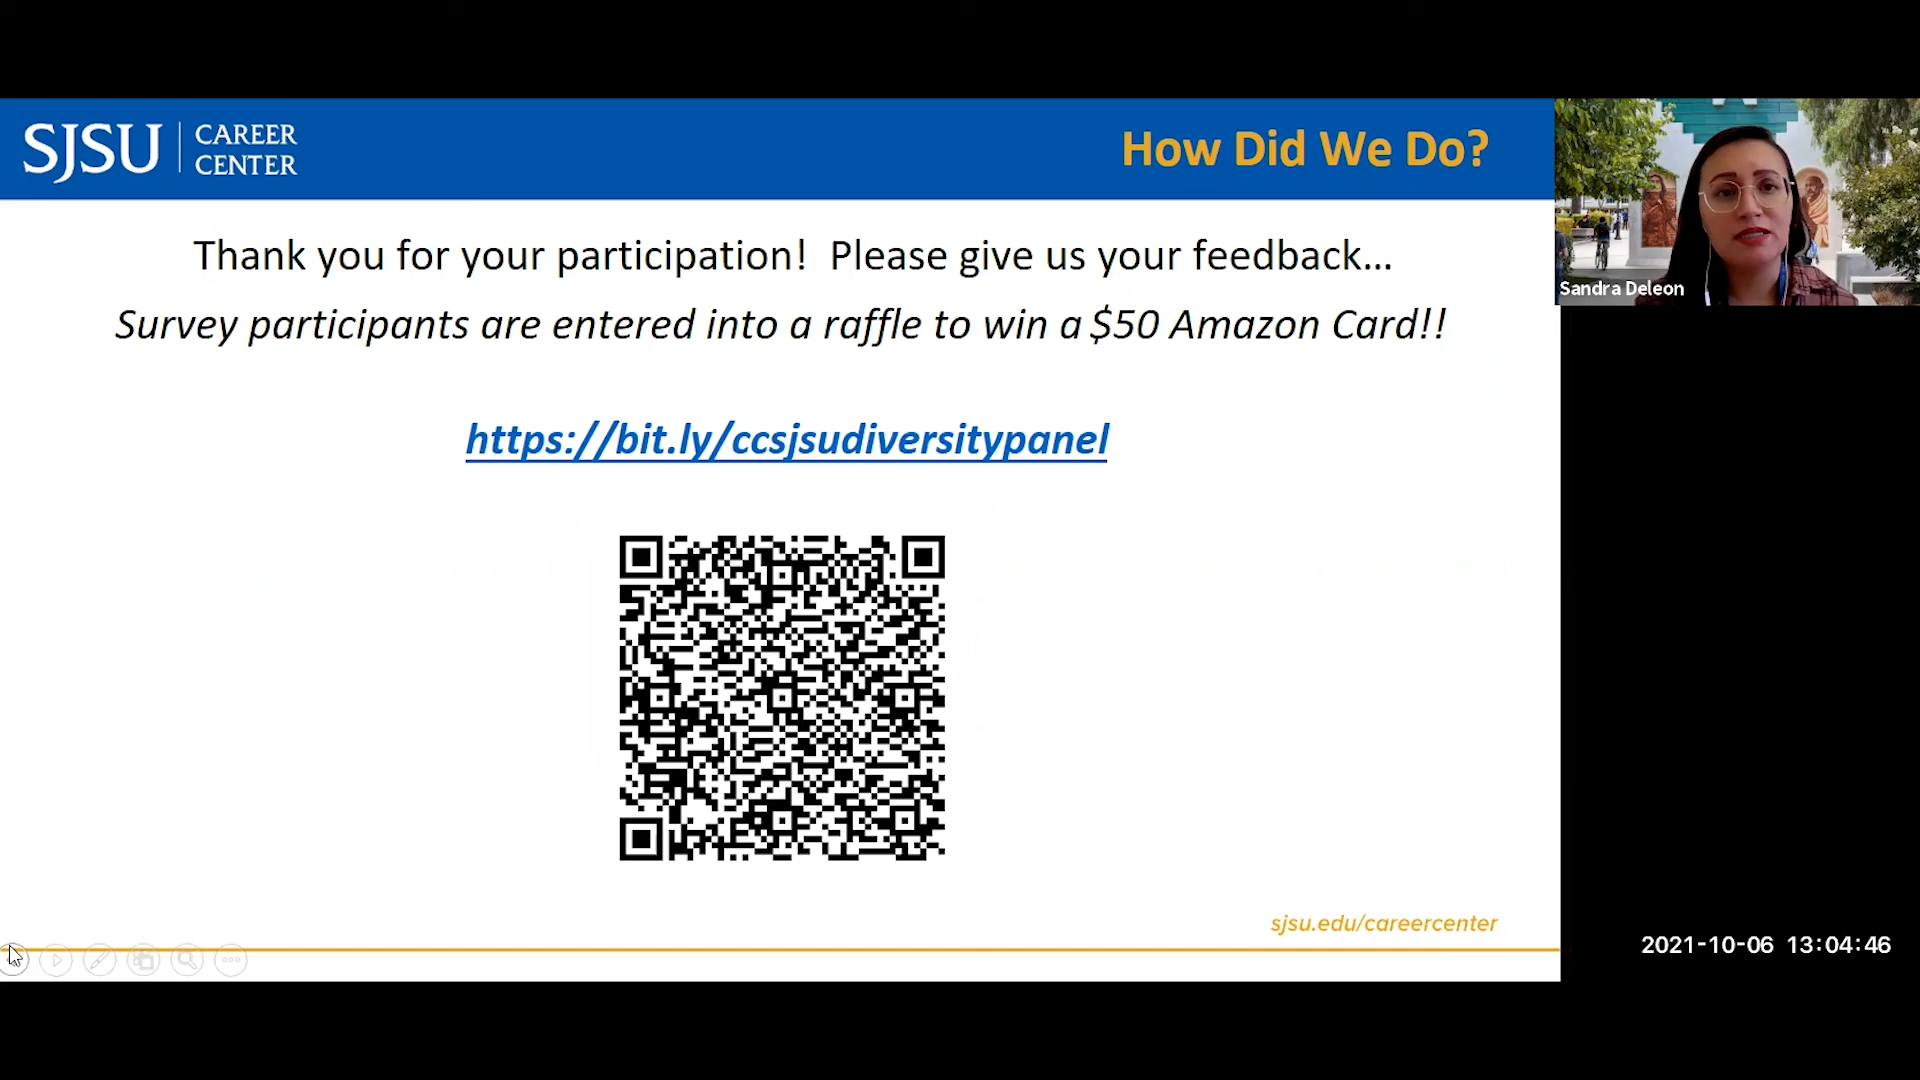 SJSU
CAREER
CENTER
How Did We Do?
Thank you for your participation!  Please give us your feedback...
Survey participants are entered into a raffle to win a $50 Amazon Card!!
https://bit.ly/ccsjsudiversitypanel
sjsu.edu/careercenter
Sandra Deleon
2021-10-06 13:04:46